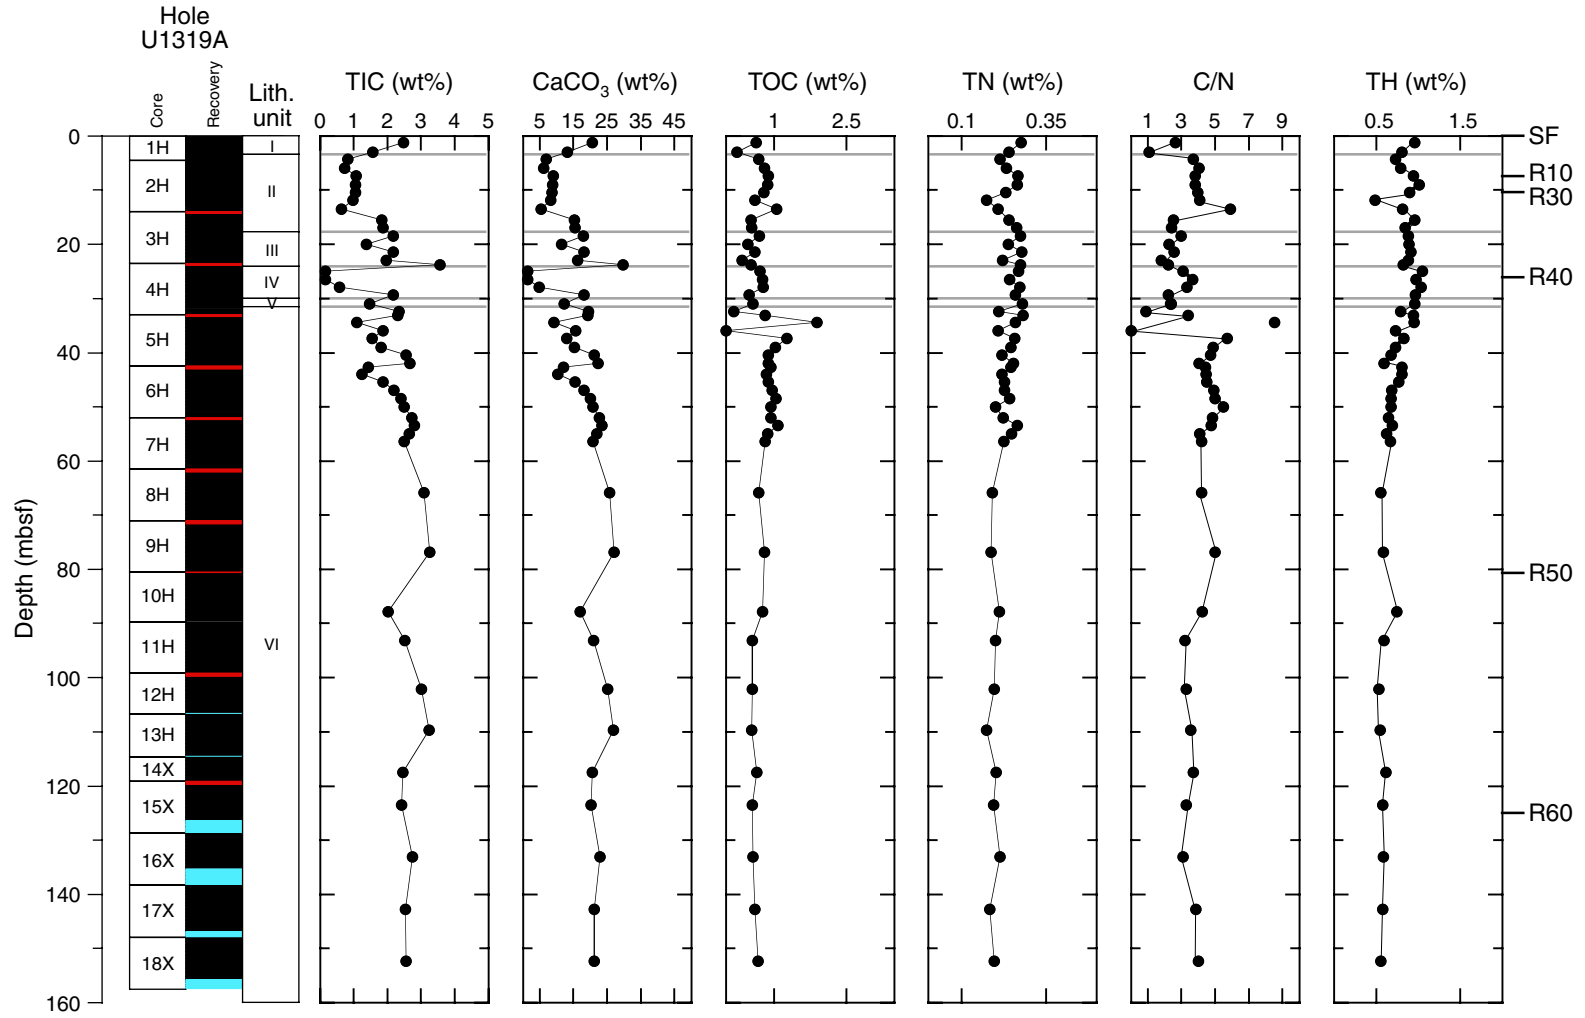 Hole
U1319A
Core
Recovery
Lith.
unit
TIC (wt%)
CaCO3 (wt%)
TOC (wt%)
TN (wt%)
C/N
TH (wt%)
0 1 2 3 4 5
5 15 25 35 45
1 2.5
0.1 0.35
1 3 5 7 9
0.5 1.5
Depth (mbsf)
0
20
40
60
80
100
120
140
160
1H
2H
3H
4H
5H
6H
7H
8H
9H
10H
11H
12H
13H
14X
15X
16X
17X
18X
I
II
III
IV
V
VI
SF
R10
R30
R40
R50
R60